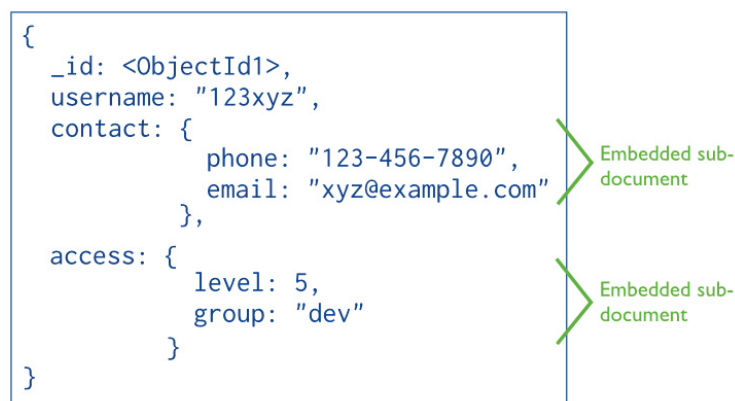 {
_id: <ObjectId1>,
username: "123xyz",
contact: {
phone: "123-456-7890",
email: "xyz@example.com"
},
access: {
level: 5,
group: "dev"
}
}
Embedded sub-
document
Embedded sub-
document